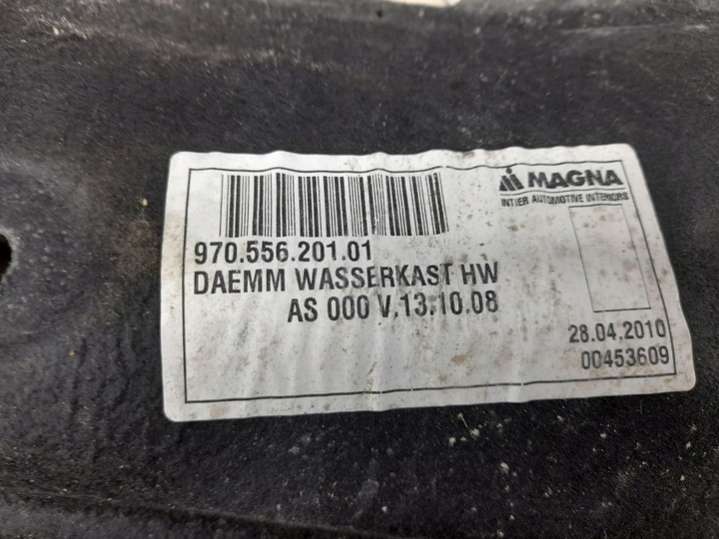 MAGNA
INTIER AUTOMOTIVE INTERIORS
970.556.201.01
DAEMM WASSERKAST HW
AS 000 V.13.10.08
28.04.2010
00453609